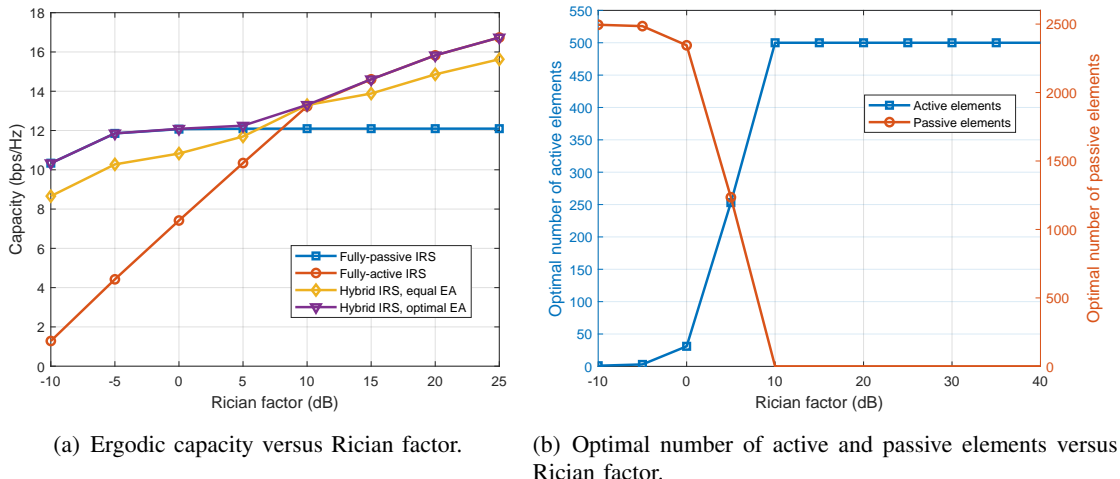 18
16
14
12
10
8
6
4
2
0
Capacity (bps/Hz)
-10 -5 0 5 10 15 20 25
Rician factor (dB)
Fully-passive IRS
Fully-active IRS
Hybrid IRS, equal EA
Hybrid IRS, optimal EA
(a) Ergodic capacity versus Rician factor.
550
500
450
400
350
300
250
200
150
100
50
0
Optimal number of active elements
2500
2000
1500
1000
500
0
Optimal number of passive elements
-10 0 10 20 30 40
Rician factor (dB)
Active elements
Passive elements
(b) Optimal number of active and passive elements versus
Rician factor.